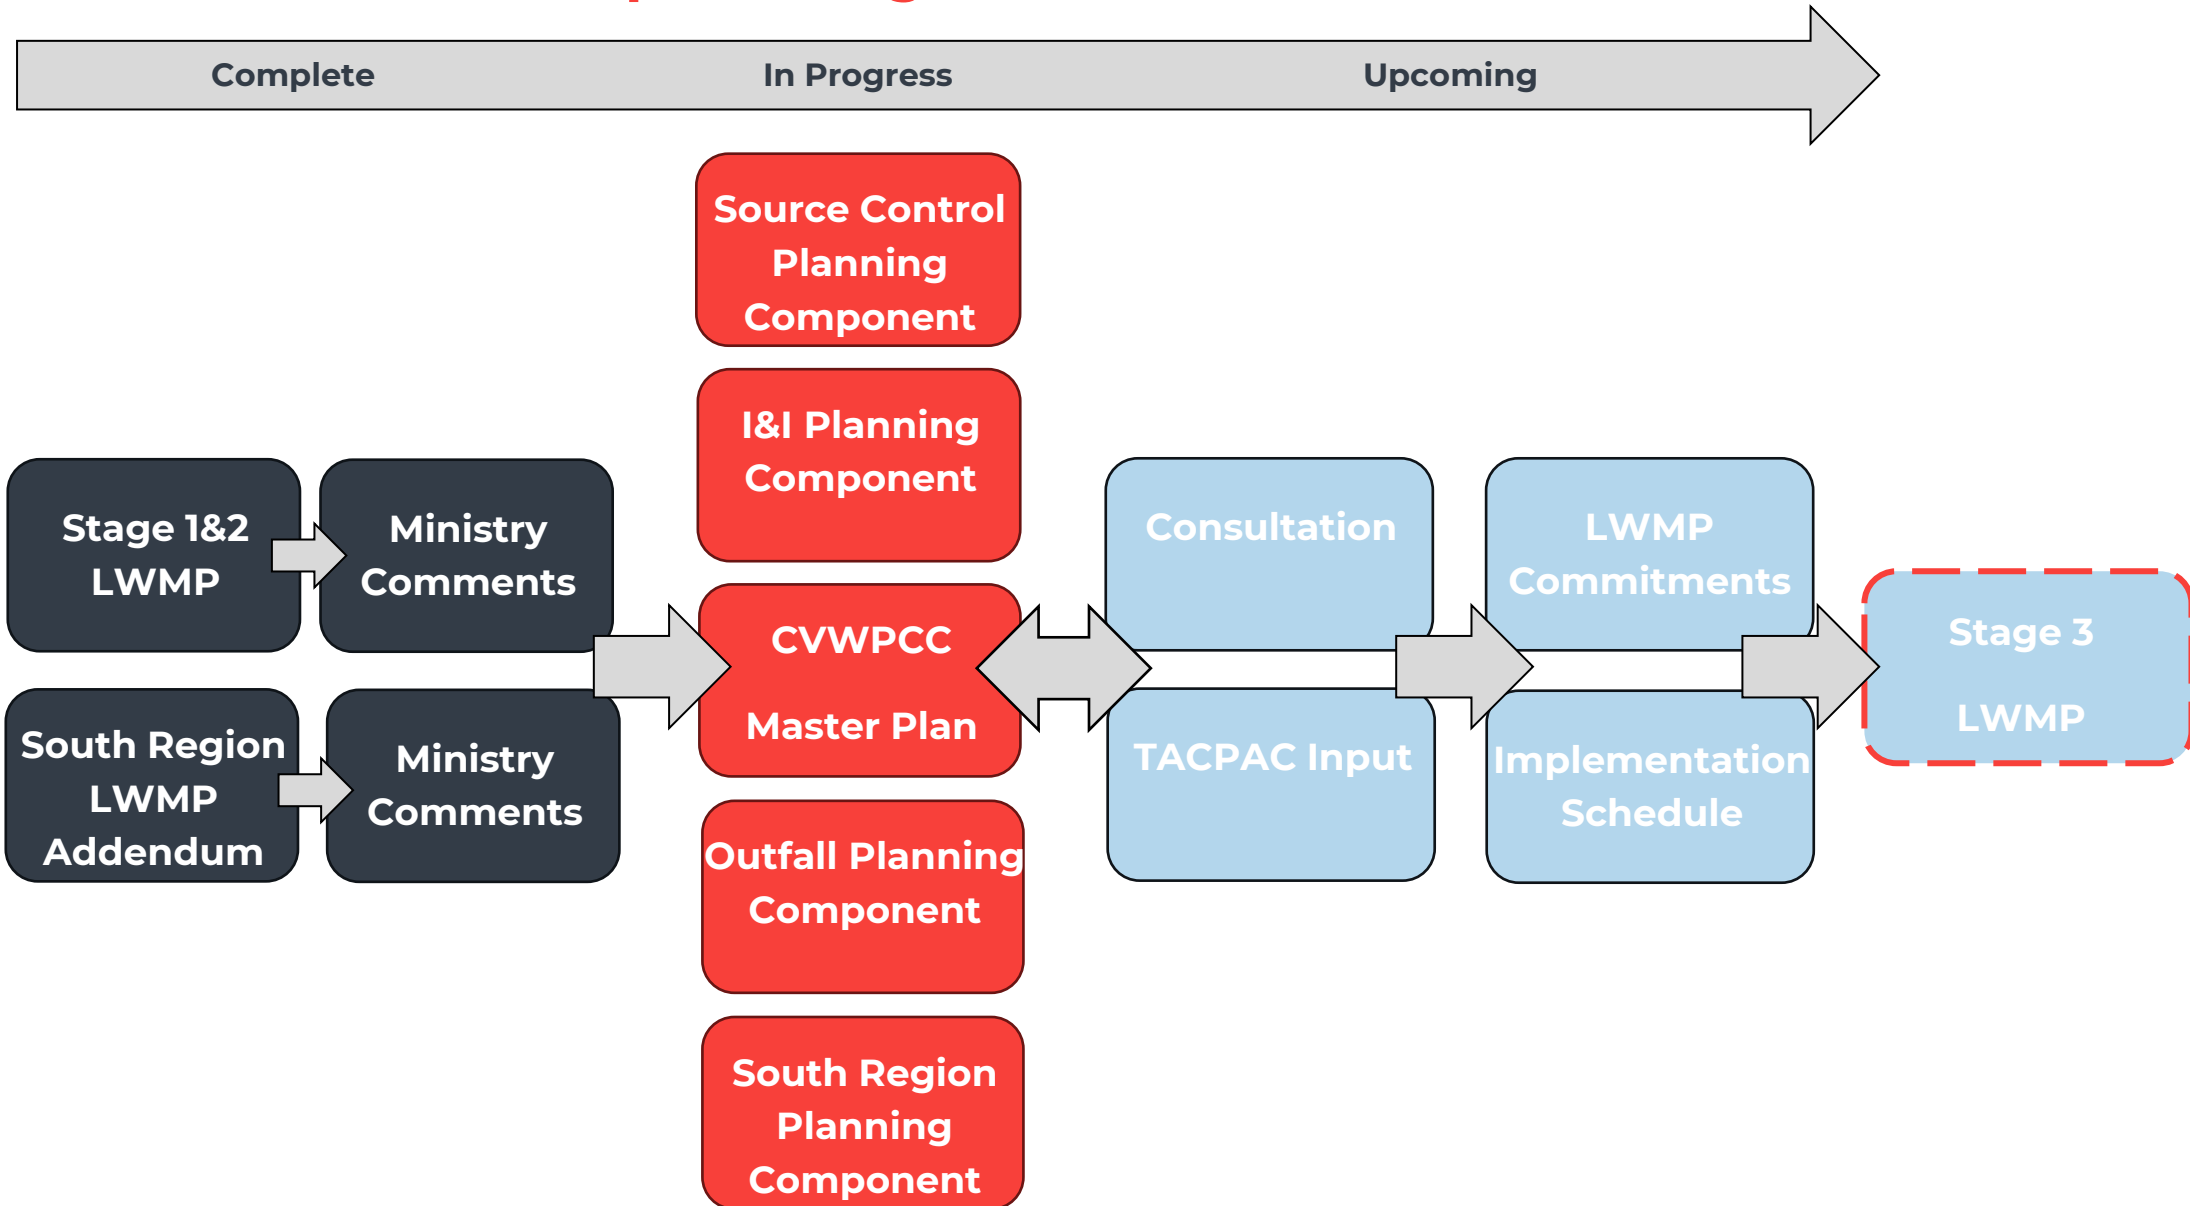 Complete
In Progress
Upcoming
Source Control
Planning
Component
I&I Planning
Component
Stage 1&2
LWMP
Ministry
Comments
South Region
LWMP
Addendum
Ministry
Comments
CVWPCC
Master Plan
Outfall Planning
Component
South Region
Planning
Component
Consultation
TACPAC Input
LWMP
Commitments
Implementation
Schedule
Stage 3
LWMP